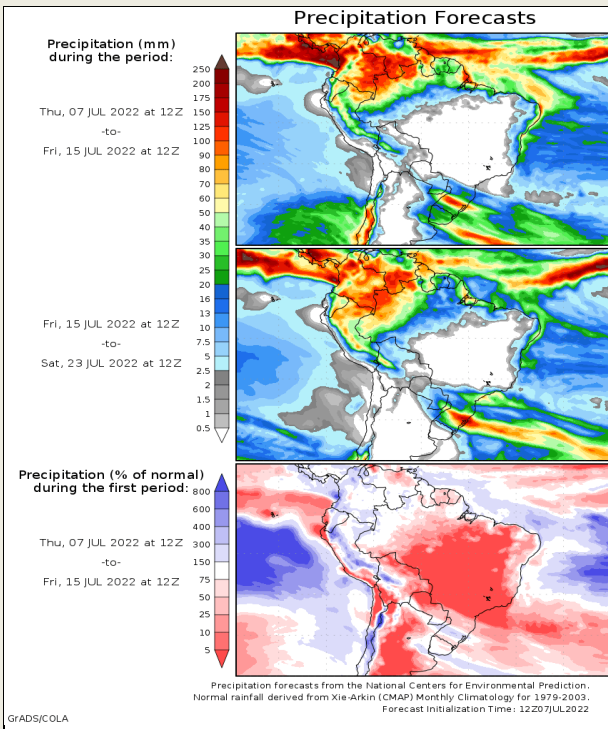 Precipitation Forecasts
Precipitation (mm)
during the period:
Thu, 07 JUL 2022 at 12Z
-to-
Fri, 15 JUL 2022 at 12Z
250
200
175
150
125
100
90
80
70
60
50
40
35
30
25
20
16
13
10
7.5
5
2.5
2
1.5
1
0.5
Fri, 15 JUL 2022 at 12Z
-to-
Sat, 23 JUL 2022 at 12Z
Precipitation (% of normal)
during the first period:
Thu, 07 JUL 2022 at 12Z
-to-
Fri, 15 JUL 2022 at 12Z
800
600
400
300
150
75
50
25
10
5
Precipitation forecasts from the National Centers for Environmental Prediction.
Normal rainfall derived from Xie-Arkin (CMAP) Monthly Climatology for 1979-2003.
Forecast Initialization Time: 12Z07JUL2022
GrADS/COLA